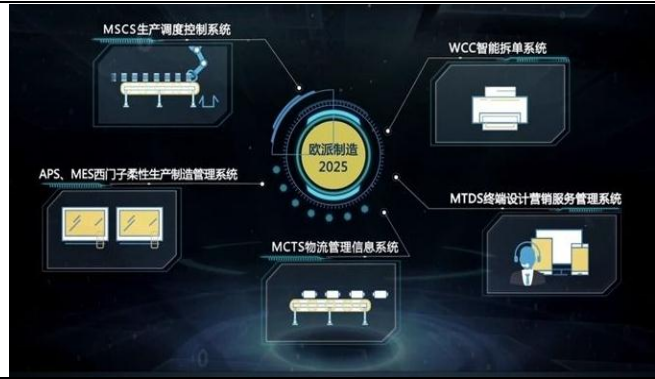 MSCS生产调度控制系统
WCC智能拆单系统
欧派制造
2025
APS、MES西门子柔性生产制造管理系统
MTDS终端设计营销服务管理系统
MCTS物流管理信息系统